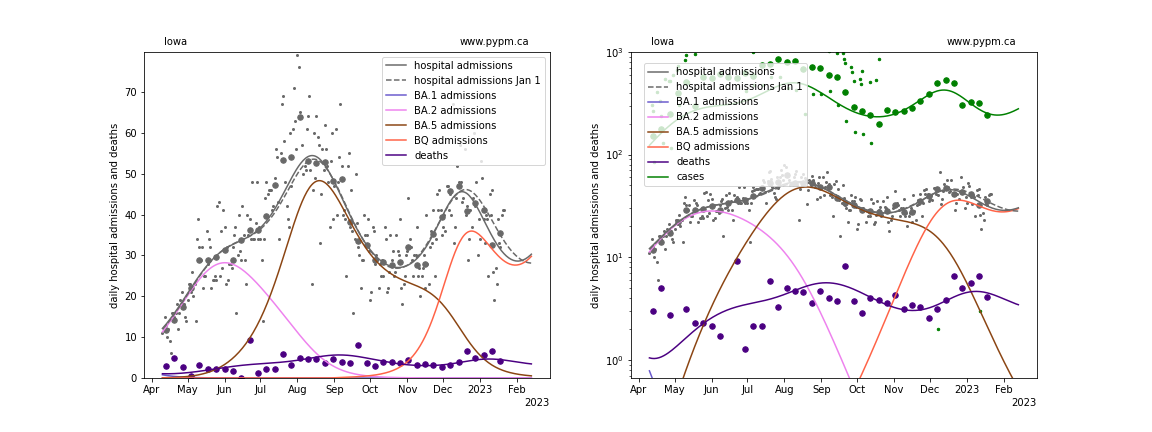 Iowa
www.pypm.ca
daily hospital admissions and deaths
70
60
50
40
30
20
10
0
hospital admissions
hospital admissions Jan 1
BA.1 admissions
BA.2 admissions
BA.5 admissions
BQ admissions
deaths
Apr May Jun Jul Aug Sep Oct Nov Dec 2023 Feb
2023
Iowa
www.pypm.ca
daily hospital admissions and deaths
10³
10²
10¹
10⁰
hospital admissions
hospital admissions Jan 1
BA.1 admissions
BA.2 admissions
BA.5 admissions
BQ admissions
deaths
cases
Apr May Jun Jul Aug Sep Oct Nov Dec 2023 Feb
2023